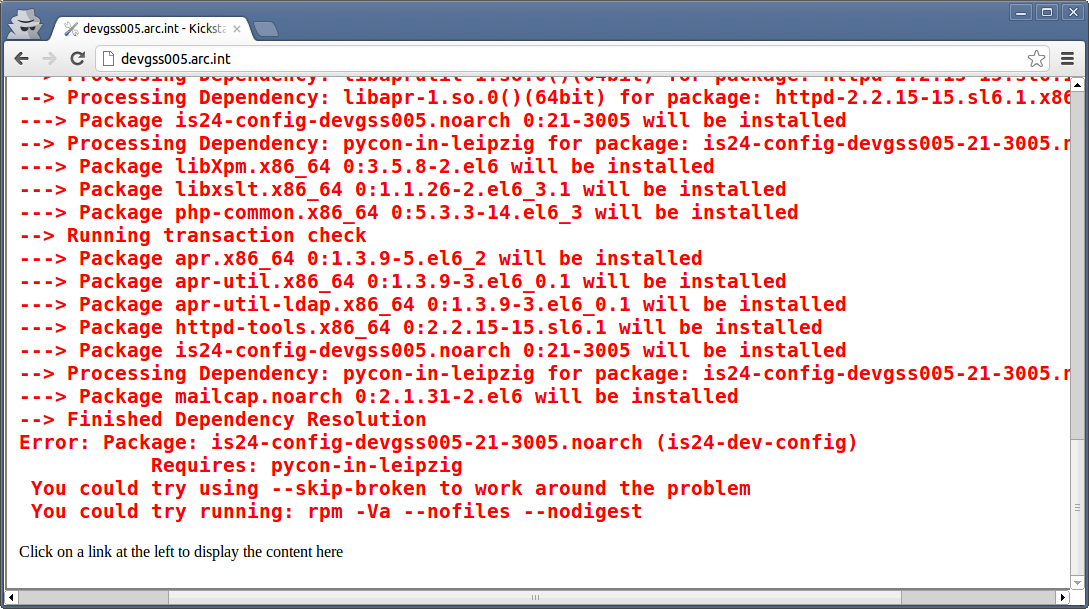 devgss005.arc.int - Kicksta
devgss005.arc.int
--> Processing Dependency: libaprutil-1.so.0()(64bit) for package: httpd-2.2.15-15.sl6.1
--> Processing Dependency: libapr-1.so.0()(64bit) for package: httpd-2.2.15-15.sl6.1.x86
---> Package is24-config-devgss005.noarch 0:21-3005 will be installed
--> Processing Dependency: pycon-in-leipzig for package: is24-config-devgss005-21-3005.n
---> Package libXpm.x86_64 0:3.5.8-2.el6 will be installed
---> Package libxslt.x86_64 0:1.1.26-2.el6_3.1 will be installed
---> Package php-common.x86_64 0:5.3.3-14.el6_3 will be installed
--> Running transaction check
---> Package apr.x86_64 0:1.3.9-5.el6_2 will be installed
---> Package apr-util.x86_64 0:1.3.9-3.el6_0.1 will be installed
---> Package apr-util-ldap.x86_64 0:1.3.9-3.el6_0.1 will be installed
---> Package httpd-tools.x86_64 0:2.2.15-15.sl6.1 will be installed
---> Package is24-config-devgss005.noarch 0:21-3005 will be installed
--> Processing Dependency: pycon-in-leipzig for package: is24-config-devgss005-21-3005.n
---> Package mailcap.noarch 0:2.1.31-2.el6 will be installed
--> Finished Dependency Resolution
Error: Package: is24-config-devgss005-21-3005.noarch (is24-dev-config)
Requires: pycon-in-leipzig
You could try using --skip-broken to work around the problem
You could try running: rpm -Va --nofiles --nodigest
Click on a link at the left to display the content here